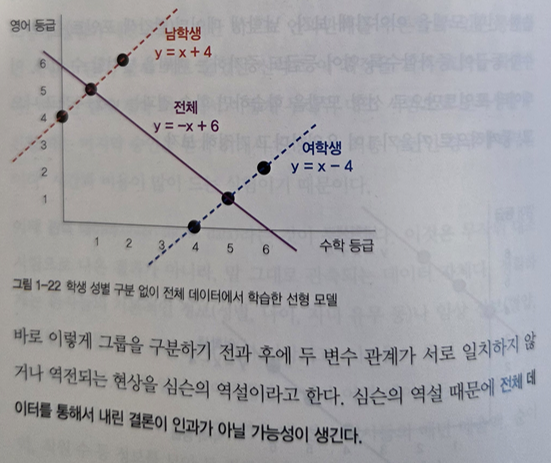 영어 등급
남학생
y = x + 4
6
5
4
3
2
1
전체
y = -x + 6
여학생
y = x - 4
1 2 3 4 5 6 수학 등급
그림 1-22 학생 성별 구분 없이 전체 데이터에서 학습한 선형 모델
바로 이렇게 그룹을 구분하기 전과 후에 두 변수 관계가 서로 일치하지 않
거나 역전되는 현상을 심슨의 역설이라고 한다. 심슨의 역설 때문에 전체 데
이터를 통해서 내린 결론이 인과가 아닐 가능성이 생긴다.